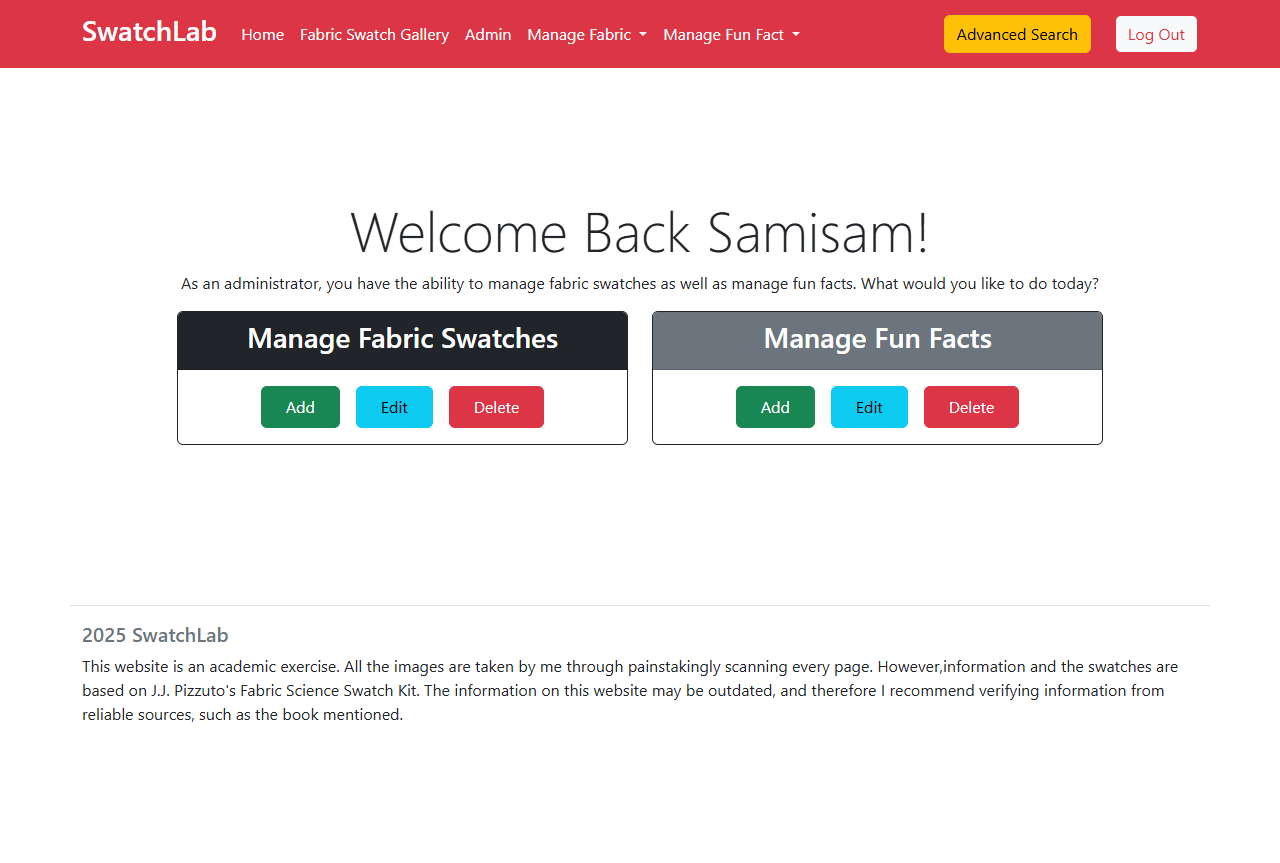 SwatchLab Home Fabric Swatch Gallery Admin Manage Fabric Manage Fun Fact Advanced Search Log Out
Welcome Back Samisam!
As an administrator, you have the ability to manage fabric swatches as well as manage fun facts. What would you like to do today?
Manage Fabric Swatches
Add Edit Delete
Manage Fun Facts
Add Edit Delete
2025 SwatchLab
This website is an academic exercise. All the images are taken by me through painstakingly scanning every page. However,information and the swatches are
based on J.J. Pizzuto's Fabric Science Swatch Kit. The information on this website may be outdated, and therefore I recommend verifying information from
reliable sources, such as the book mentioned.